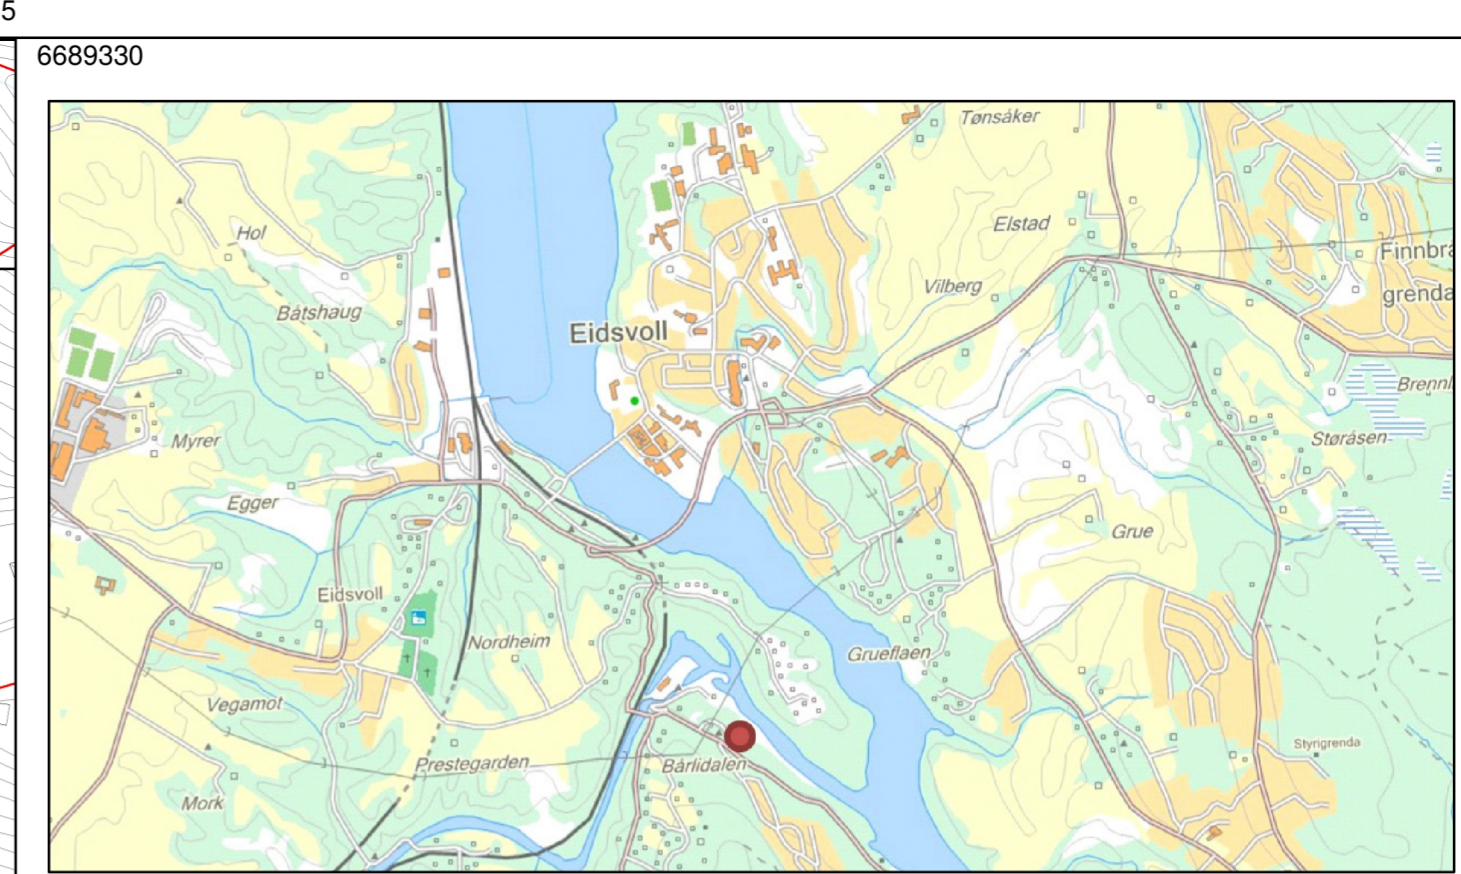 5
6689330
Tønsåker
Hol
Elstad
Finnbra
Vilberg
grenda
Båtshaug
Eidsvoll
Brennl
Myrer
Støråsen
Egger
Grue
Eidsvoll
Nordheim
Grueflaen
Vegamot
Styrigrenda
Prestegarden
Bårlidalen
Mork